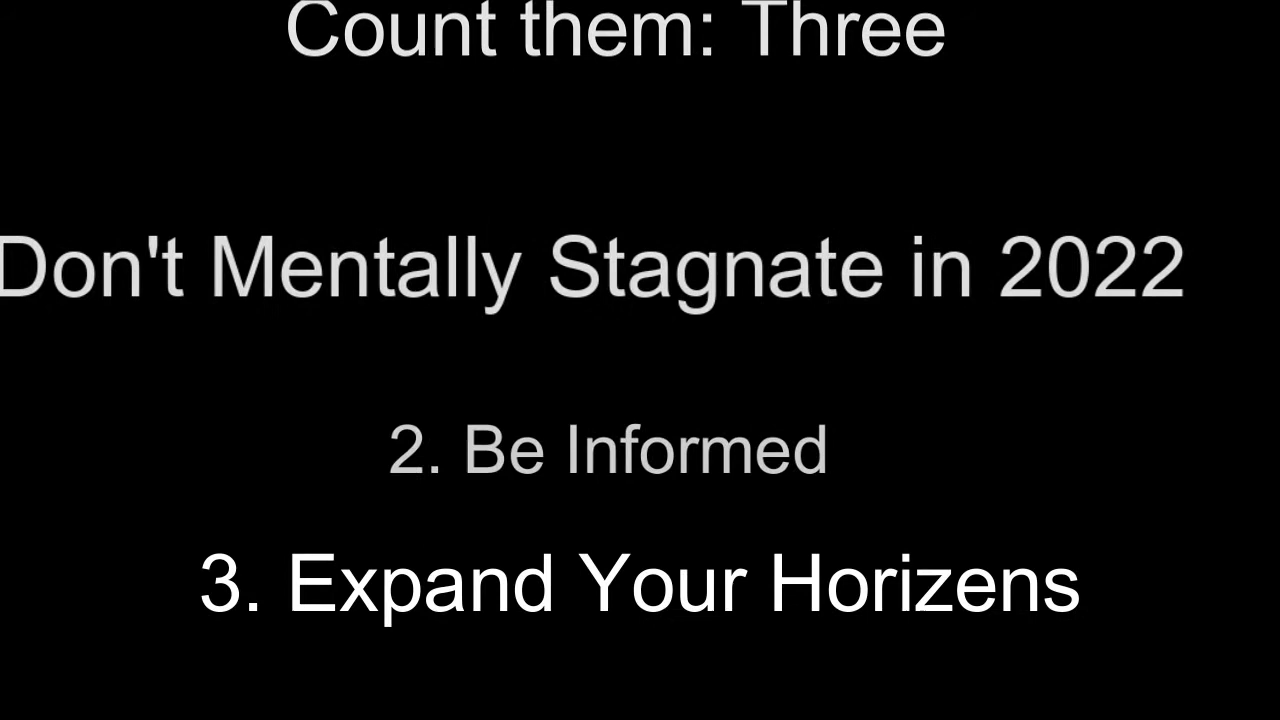 Count them: Three
Don't Mentally Stagnate in 2022
2. Be Informed
3. Expand Your Horizens